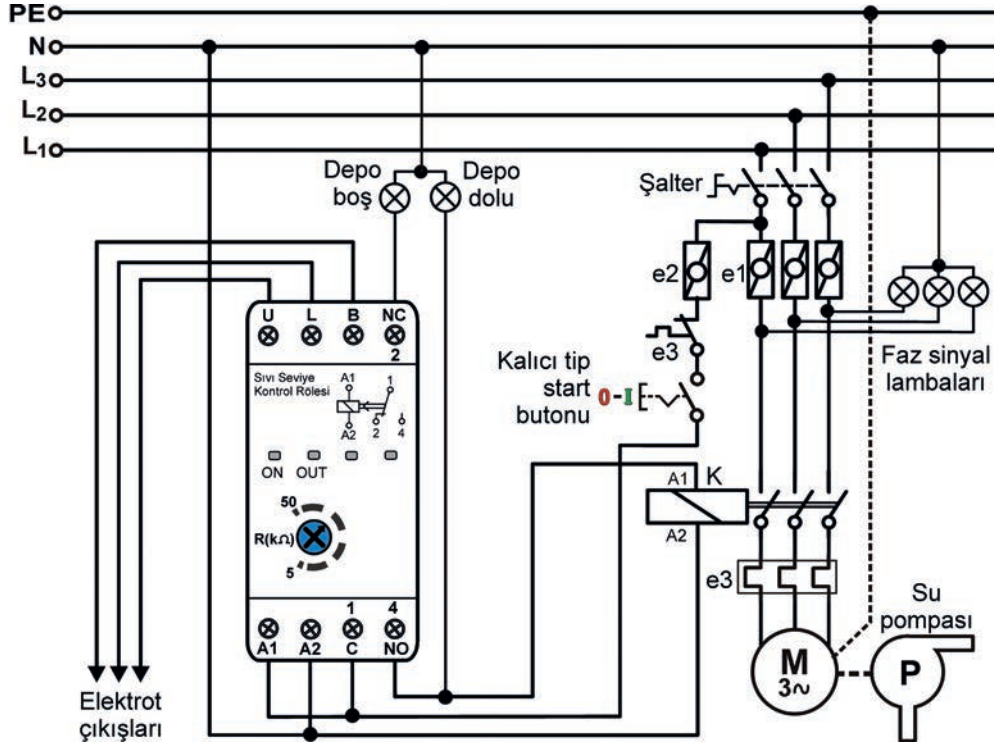 PE
N
L3
L2
L1
Depo
boş
Depo
dolu
Şalter
e2
e1
e3
Kalıcı tip
start
butonu
0-I
Faz sinyal
lambaları
U L B NC
2
Sıvı Seviye
Kontrol Rölesi
A1
1
A2
2
4
ON OUT
50
R(kΩ)
5
1 4
A1 A2 C NO
Elektrot
çıkışları
A1
K
A2
e3
M
3~
Su
pompası
P